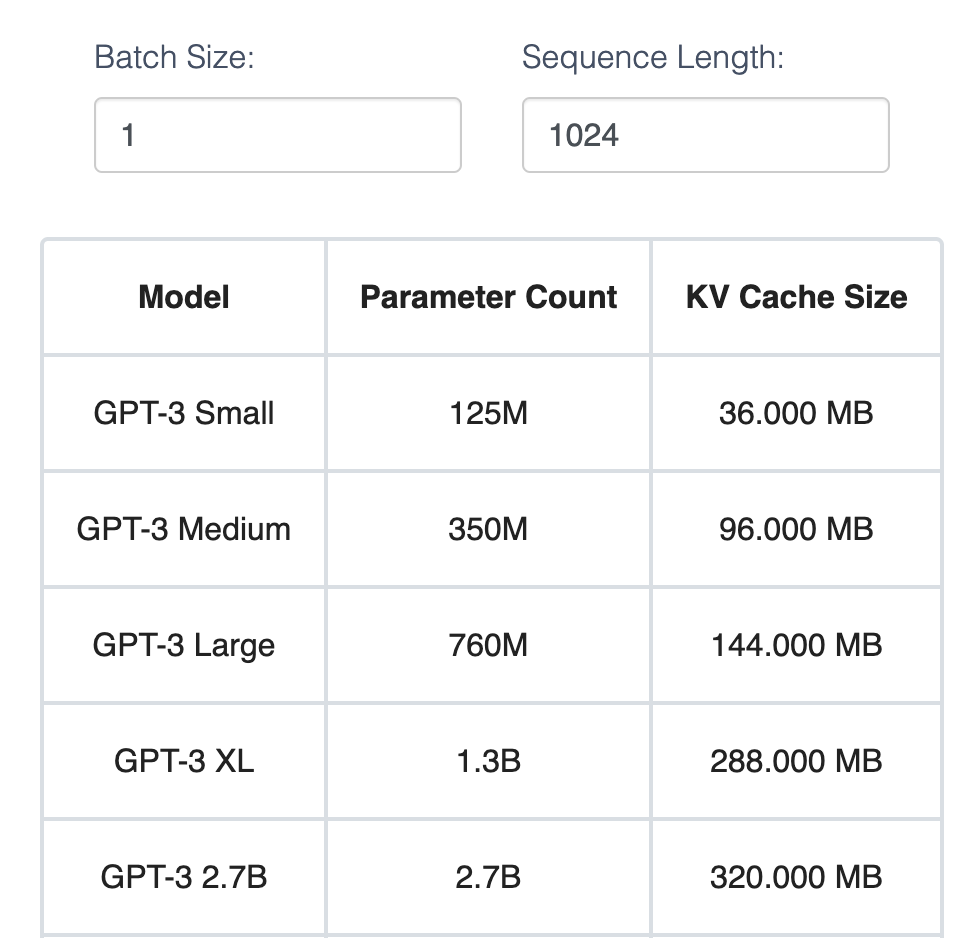 Batch Size: Sequence Length:
1 1024
Model Parameter Count KV Cache Size
GPT-3 Small 125M 36.000 MB
GPT-3 Medium 350M 96.000 MB
GPT-3 Large 760M 144.000 MB
GPT-3 XL 1.3B 288.000 MB
GPT-3 2.7B 2.7B 320.000 MB